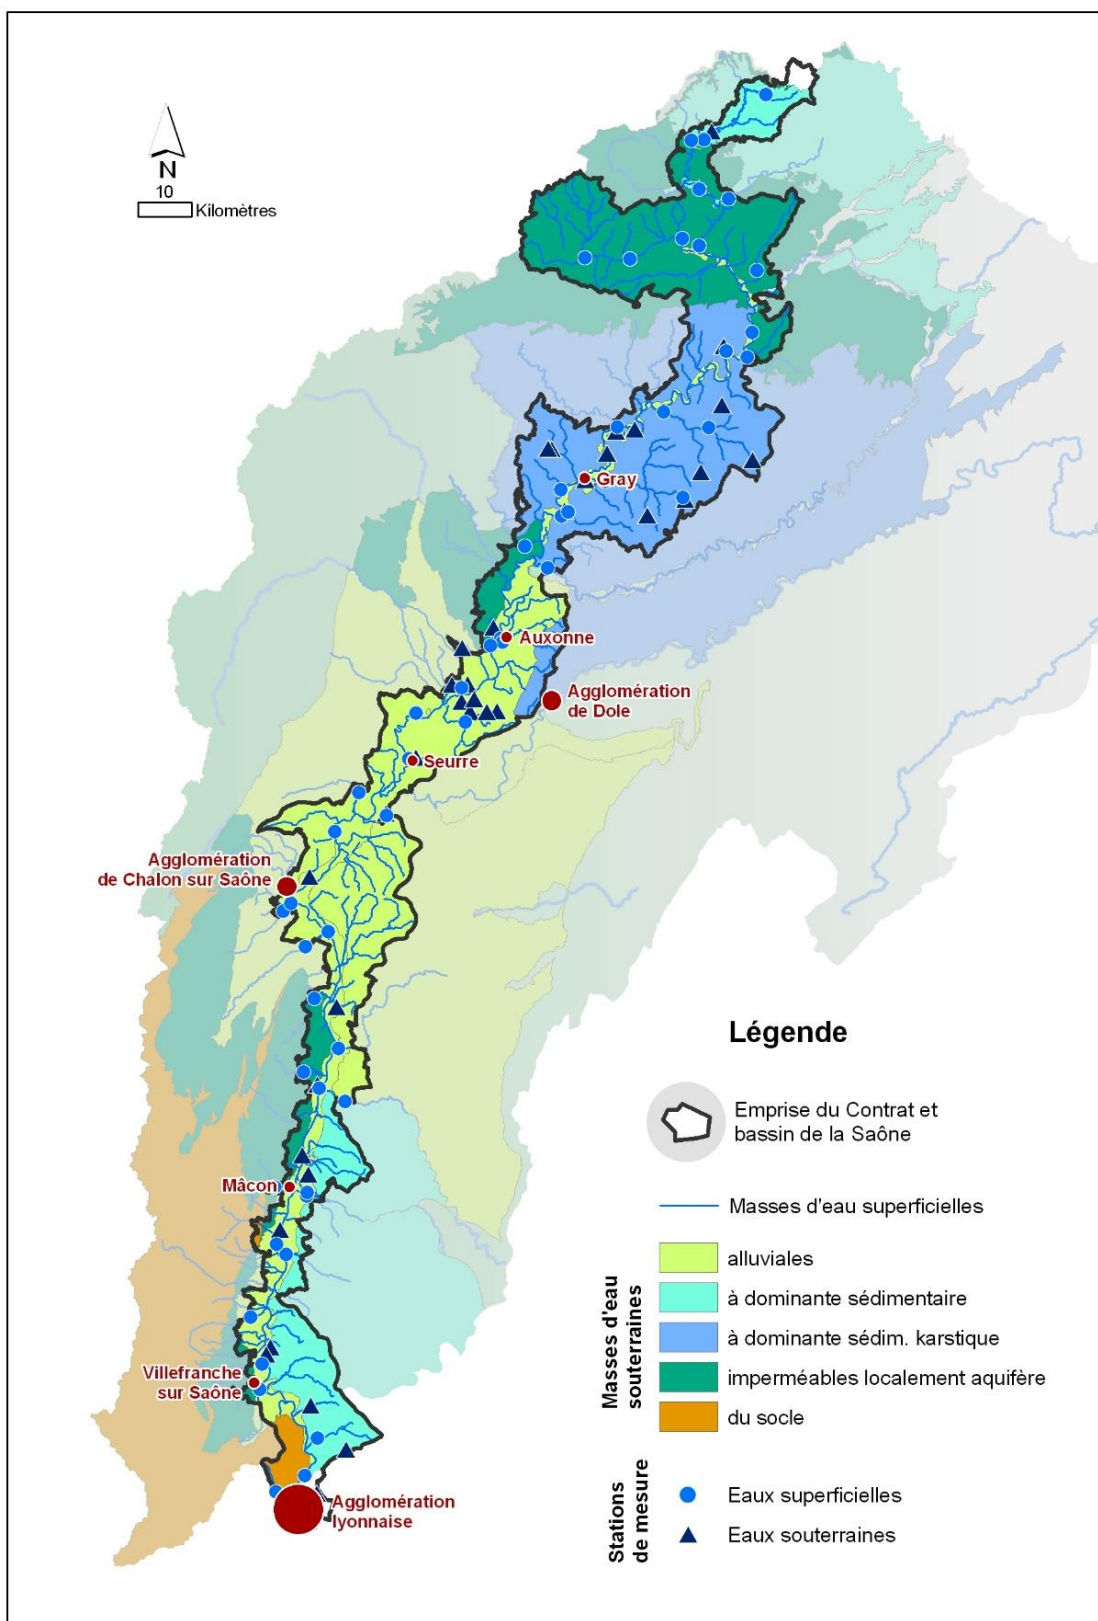 N
10
Kilomètres
Gray
Auxonne
Agglomération
de Dole
Seurre
Agglomération
de Chalon sur Saône
Mâcon
Villefranche
sur Saône
Agglomération
lyonnaise
Légende
Emprise du Contrat et
bassin de la Saône
Masses d'eau superficielles
Masses d'eau
souterraines
alluviales
à dominante sédimentaire
à dominante sédim. karstique
imperméables localement aquifère
du socle
Stations
de mesure
Eaux superficielles
Eaux souterraines